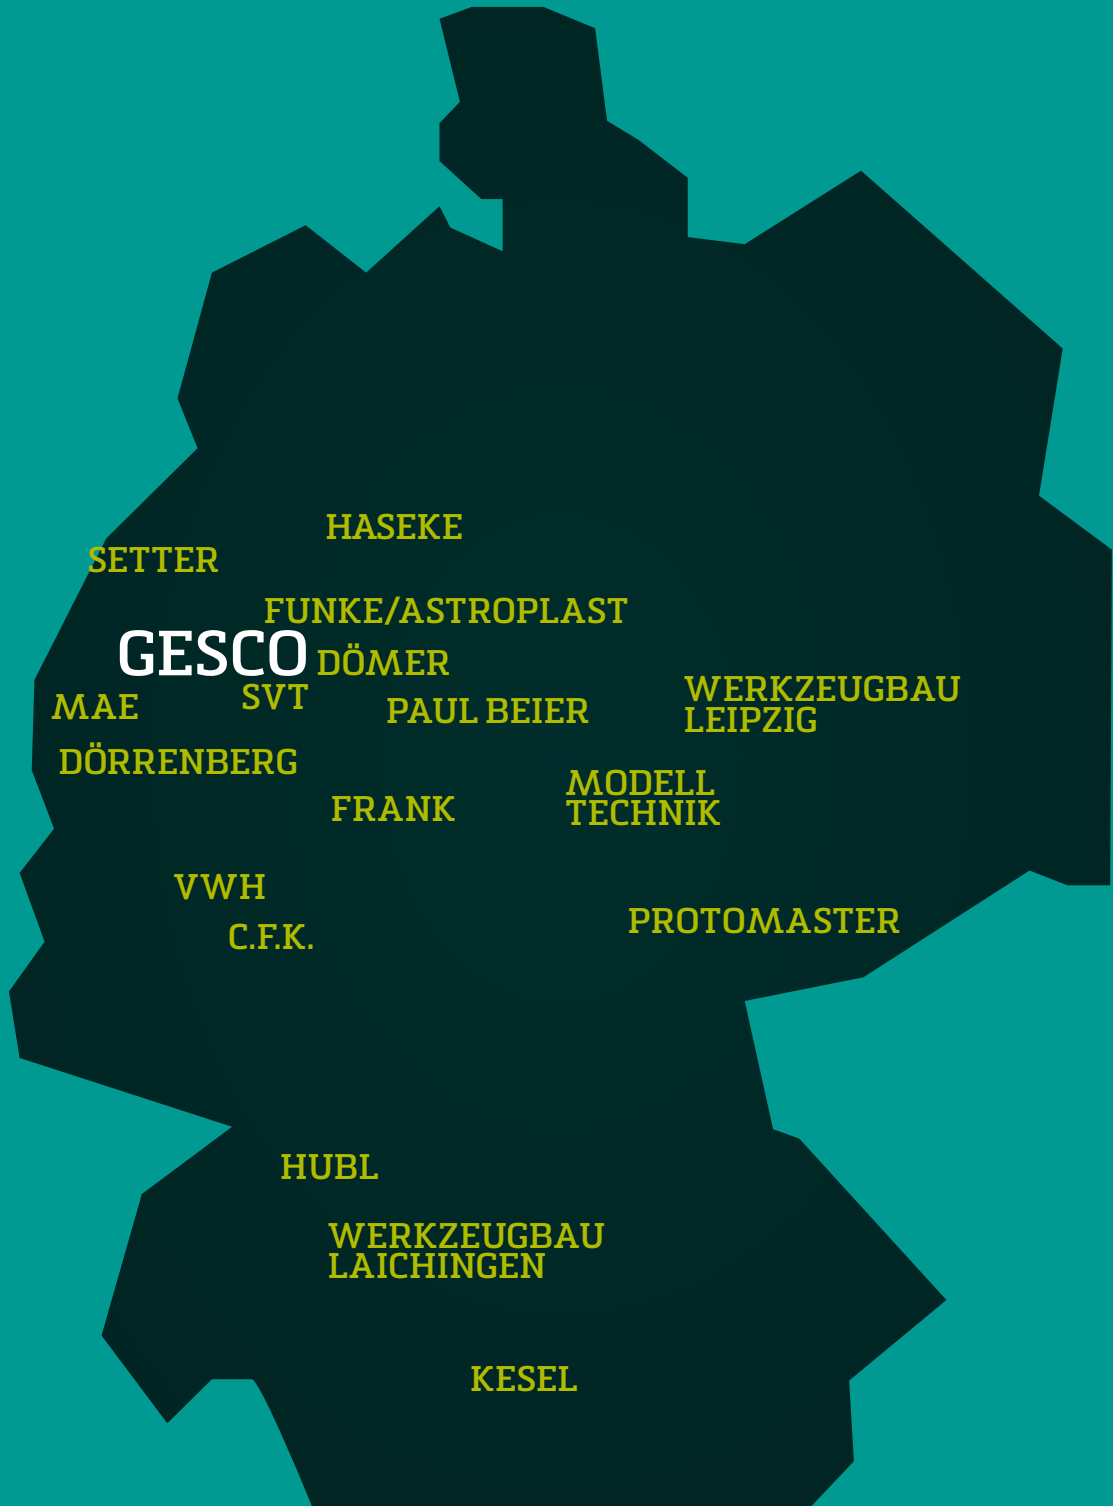 HASEKE
SETTER
FUNKE/ASTROPLAST
GESCO
DÖMER
SVT
MAE
PAUL BEIER
WERKZEUGBAU
LEIPZIG
DÖRRENBERG
MODELL
TECHNIK
FRANK
VWH
C.F.K.
PROTOMASTER
HUBL
WERKZEUGBAU
LAICHINGEN
KESEL